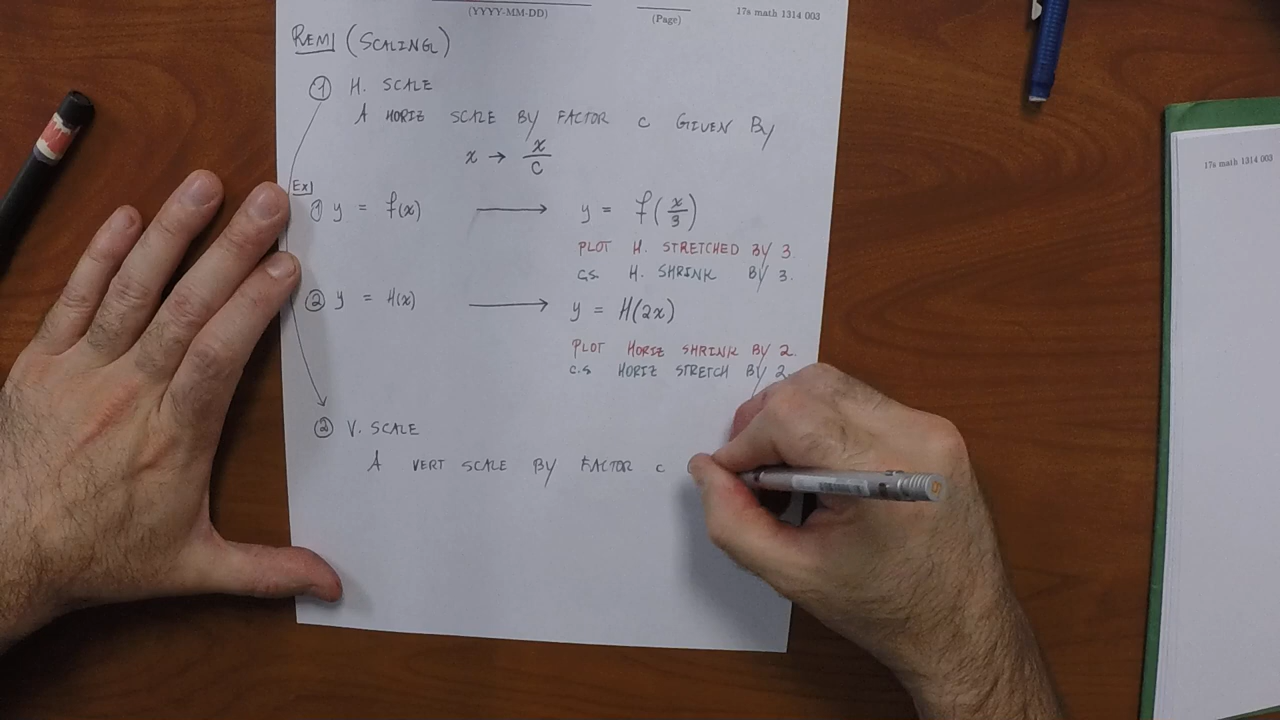 (YYYY-MM-DD) (Page) 17s math 1314 003
REM| (SCALING)
① H. SCALE
A HORIZ SCALE BY FACTOR C GIVEN BY
x → x/c
Ex|
① y = f(x) → y = f(x/3)
PLOT H. STRETCHED BY 3.
C.S. H. SHRINK BY 3.
② y = H(x) → y = H(2x)
PLOT HORIZ SHRINK BY 2.
C.S HORIZ STRETCH BY 2.
② V. SCALE
A VERT SCALE BY FACTOR C
17s math 1314 003